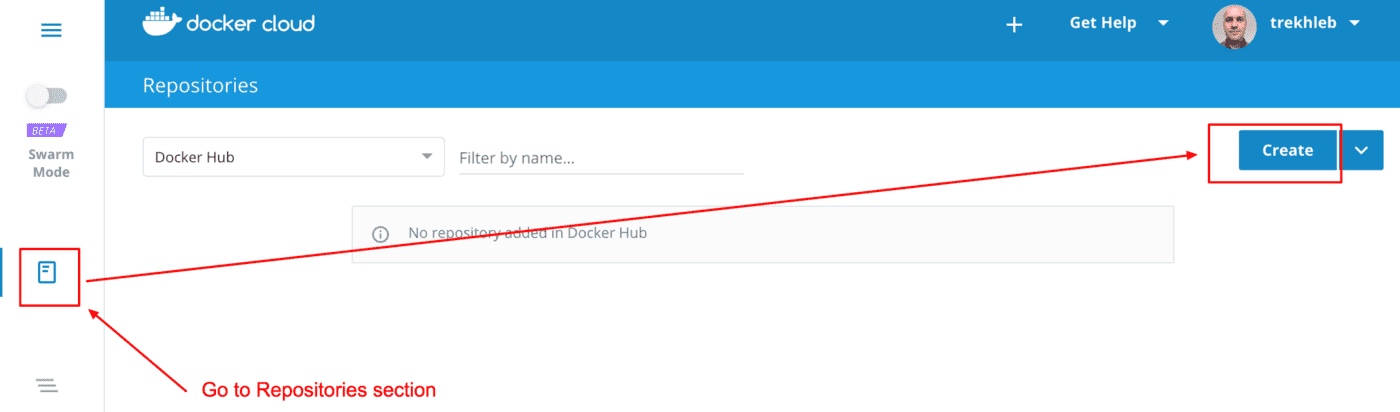 docker cloud
Get Help
trekhleb
Repositories
BETA
Swarm
Mode
Docker Hub
Filter by name...
Create
No repository added in Docker Hub
Go to Repositories section